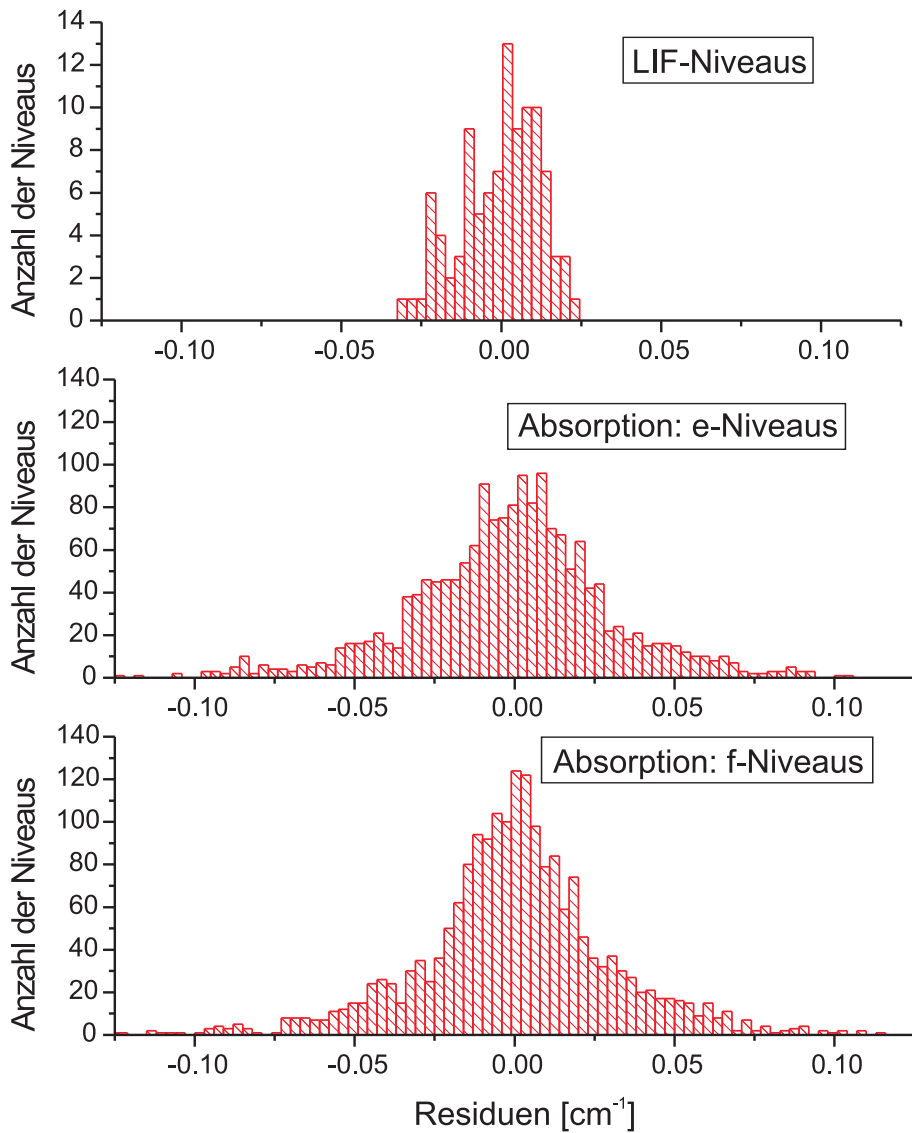 14
12
10
8
6
4
2
0
Anzahl der Niveaus
LIF-Niveaus
-0.10 -0.05 0.00 0.05 0.10
140
120
100
80
60
40
20
0
Anzahl der Niveaus
Absorption: e-Niveaus
-0.10 -0.05 0.00 0.05 0.10
140
120
100
80
60
40
20
0
Anzahl der Niveaus
Absorption: f-Niveaus
-0.10 -0.05 0.00 0.05 0.10
Residuen [cm⁻¹]